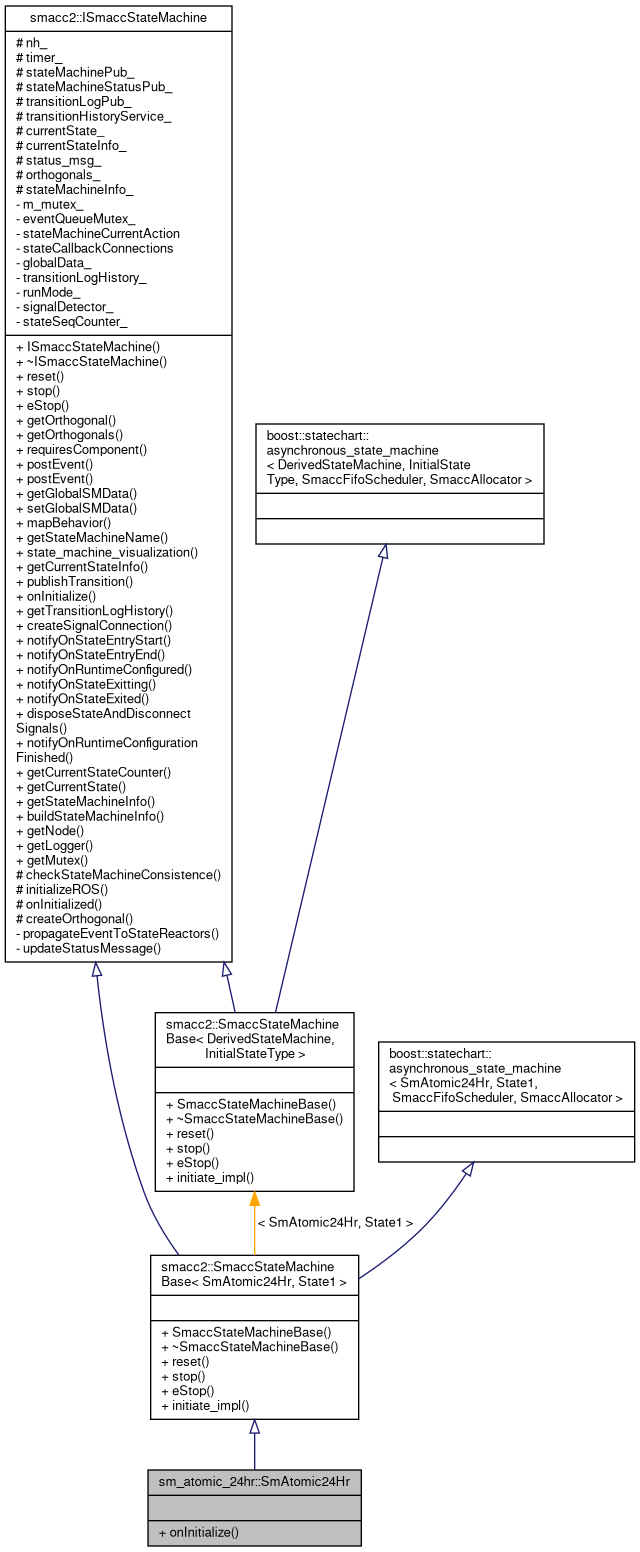 smacc2::ISmaccStateMachine
# nh_
# timer_
# stateMachinePub_
# stateMachineStatusPub_
# transitionLogPub_
# transitionHistoryService_
# currentState_
# currentStateInfo_
# status_msg_
# orthogonals_
# stateMachineInfo_
- m_mutex_
- eventQueueMutex_
- stateMachineCurrentAction
- stateCallbackConnections
- globalData_
- transitionLogHistory_
- runMode_
- signalDetector_
- stateSeqCounter_
+ ISmaccStateMachine()
+ ~ISmaccStateMachine()
+ reset()
+ stop()
+ eStop()
+ getOrthogonal()
+ getOrthogonals()
+ requiresComponent()
+ postEvent()
+ postEvent()
+ getGlobalSMData()
+ setGlobalSMData()
+ mapBehavior()
+ getStateMachineName()
+ state_machine_visualization()
+ getCurrentStateInfo()
+ publishTransition()
+ onInitialize()
+ getTransitionLogHistory()
+ createSignalConnection()
+ notifyOnStateEntryStart()
+ notifyOnStateEntryEnd()
+ notifyOnRuntimeConfigured()
+ notifyOnStateExitting()
+ notifyOnStateExited()
+ disposeStateAndDisconnect
Signals()
+ notifyOnRuntimeConfiguration
Finished()
+ getCurrentStateCounter()
+ getCurrentState()
+ getStateMachineInfo()
+ buildStateMachineInfo()
+ getNode()
+ getLogger()
+ getMutex()
# checkStateMachineConsistence()
# initializeROS()
# onInitialized()
# createOrthogonal()
- propagateEventToStateReactors()
- updateStatusMessage()
boost::statechart::
asynchronous_state_machine
< DerivedStateMachine, InitialState
Type, SmaccFifoScheduler, SmaccAllocator >
smacc2::SmaccStateMachine
Base< DerivedStateMachine,
InitialStateType >
+ SmaccStateMachineBase()
+ ~SmaccStateMachineBase()
+ reset()
+ stop()
+ eStop()
+ initiate_impl()
boost::statechart::
asynchronous_state_machine
< SmAtomic24Hr, State1,
SmaccFifoScheduler, SmaccAllocator >
< SmAtomic24Hr, State1 >
smacc2::SmaccStateMachine
Base< SmAtomic24Hr, State1 >
+ SmaccStateMachineBase()
+ ~SmaccStateMachineBase()
+ reset()
+ stop()
+ eStop()
+ initiate_impl()
sm_atomic_24hr::SmAtomic24Hr
+ onInitialize()